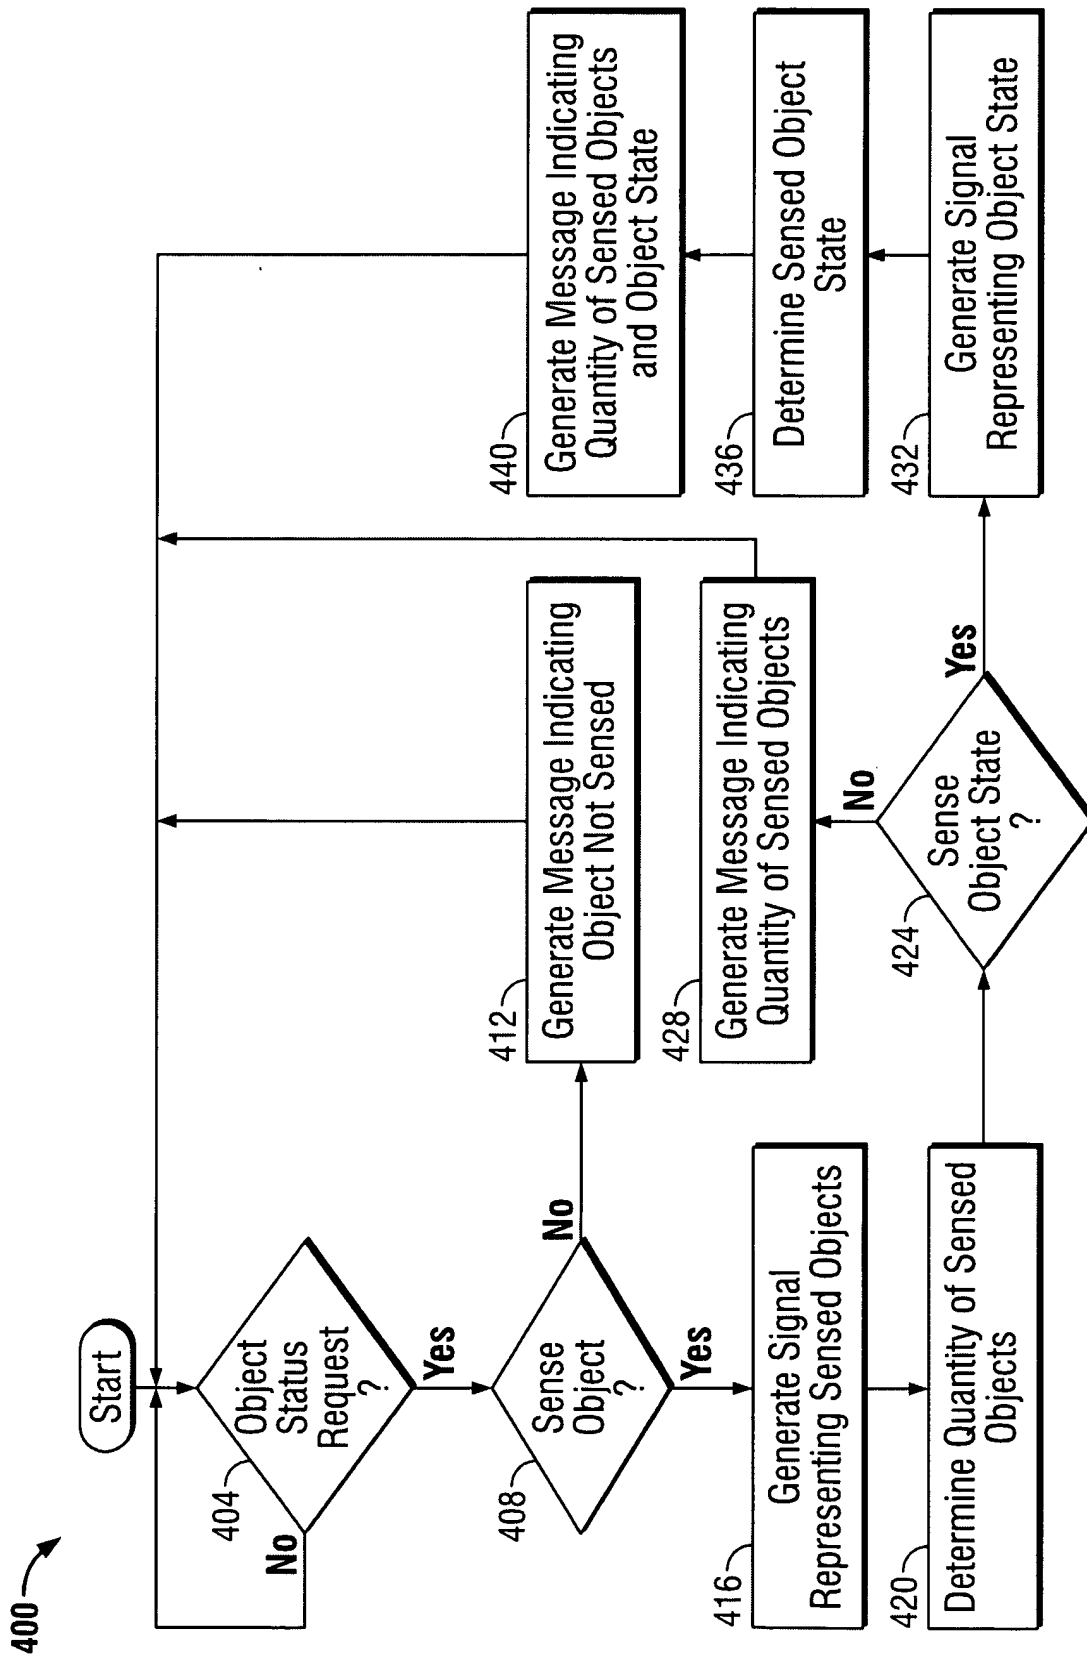 400
Start
404
Object
Status
Request
?
No
Yes
408
Sense
Object
?
No
Yes
412
Generate Message Indicating
Object Not Sensed
416
Generate Signal
Representing Sensed Objects
420
Determine Quantity of Sensed
Objects
424
Sense
Object State
?
No
Yes
428
Generate Message Indicating
Quantity of Sensed Objects
432
Generate Signal
Representing Object State
436
Determine Sensed Object
State
440
Generate Message Indicating
Quantity of Sensed Objects
and Object State